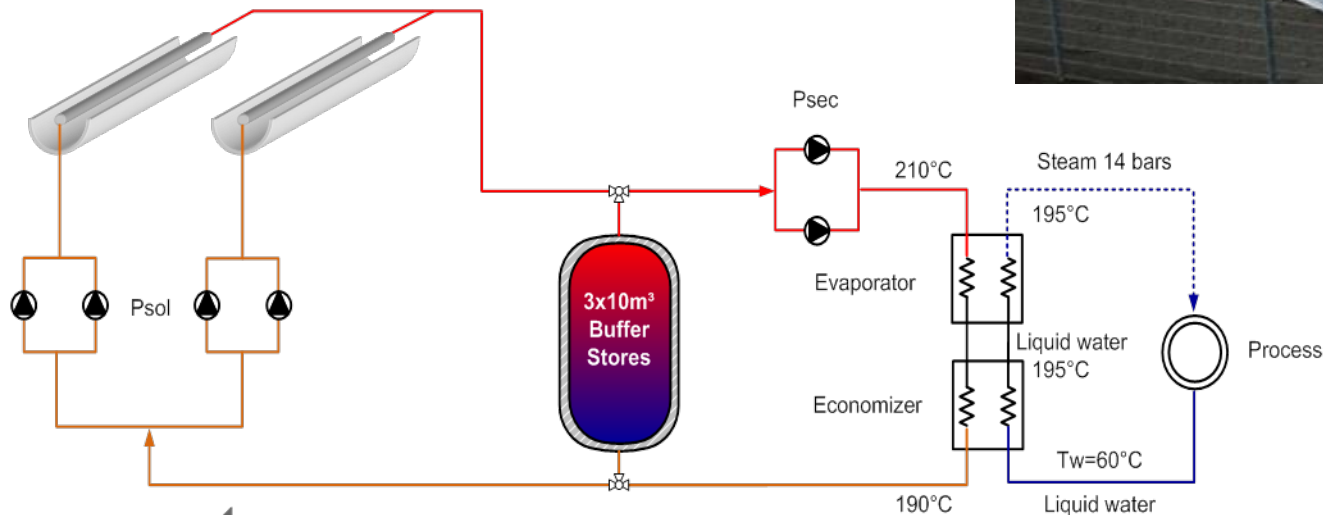 Psec
210°C
Steam 14 bars
195°C
Evaporator
Psol
3x10m³
Buffer
Stores
Liquid water
195°C
Process
Economizer
Tw=60°C
190°C
Liquid water